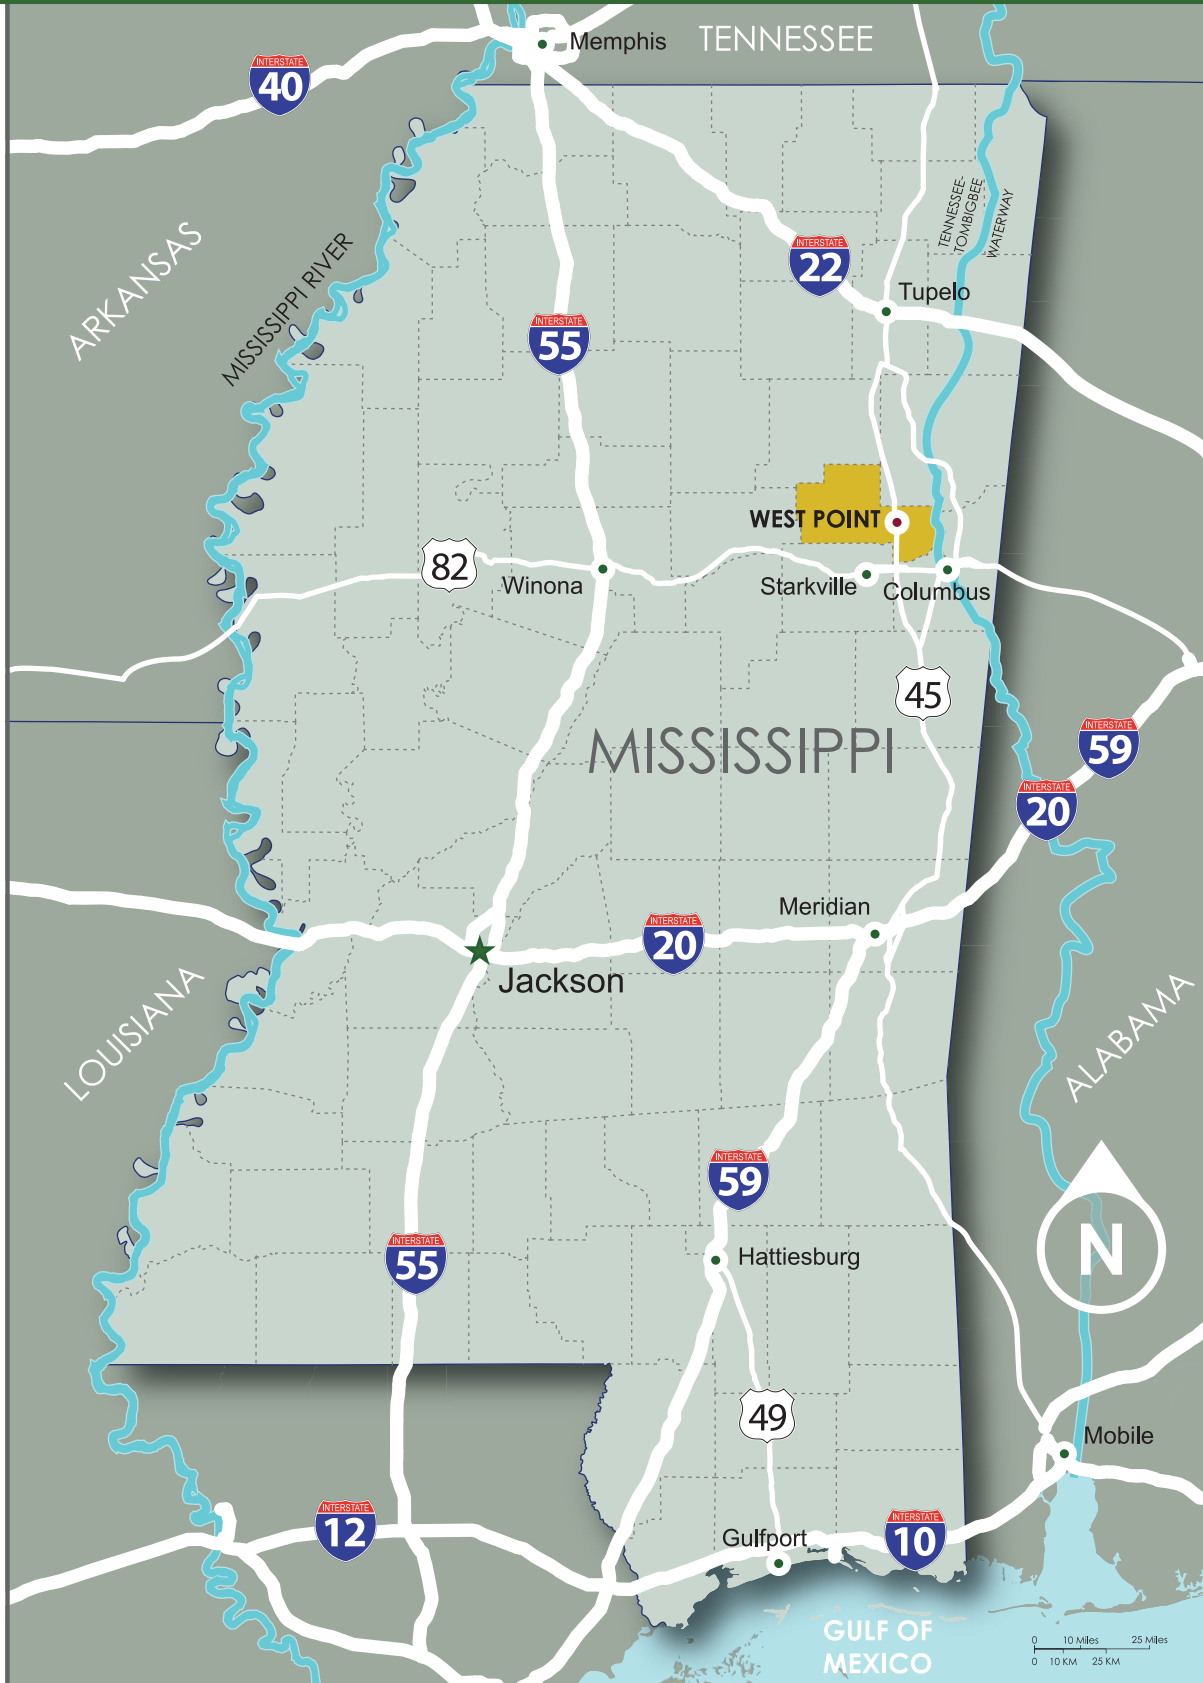 Memphis
TENNESSEE
INTERSTATE
40
ARKANSAS
MISSISSIPPI RIVER
TENNESSEE-
TOMBIGBEE
WATERWAY
INTERSTATE
22
Tupelo
INTERSTATE
55
WEST POINT
82
Winona
Starkville
Columbus
45
MISSISSIPPI
INTERSTATE
59
INTERSTATE
20
Meridian
INTERSTATE
20
Jackson
LOUISIANA
ALABAMA
INTERSTATE
59
N
INTERSTATE
55
Hattiesburg
49
Mobile
INTERSTATE
12
Gulfport
INTERSTATE
10
GULF OF
MEXICO
0 10 Miles 25 Miles
0 10 KM 25 KM